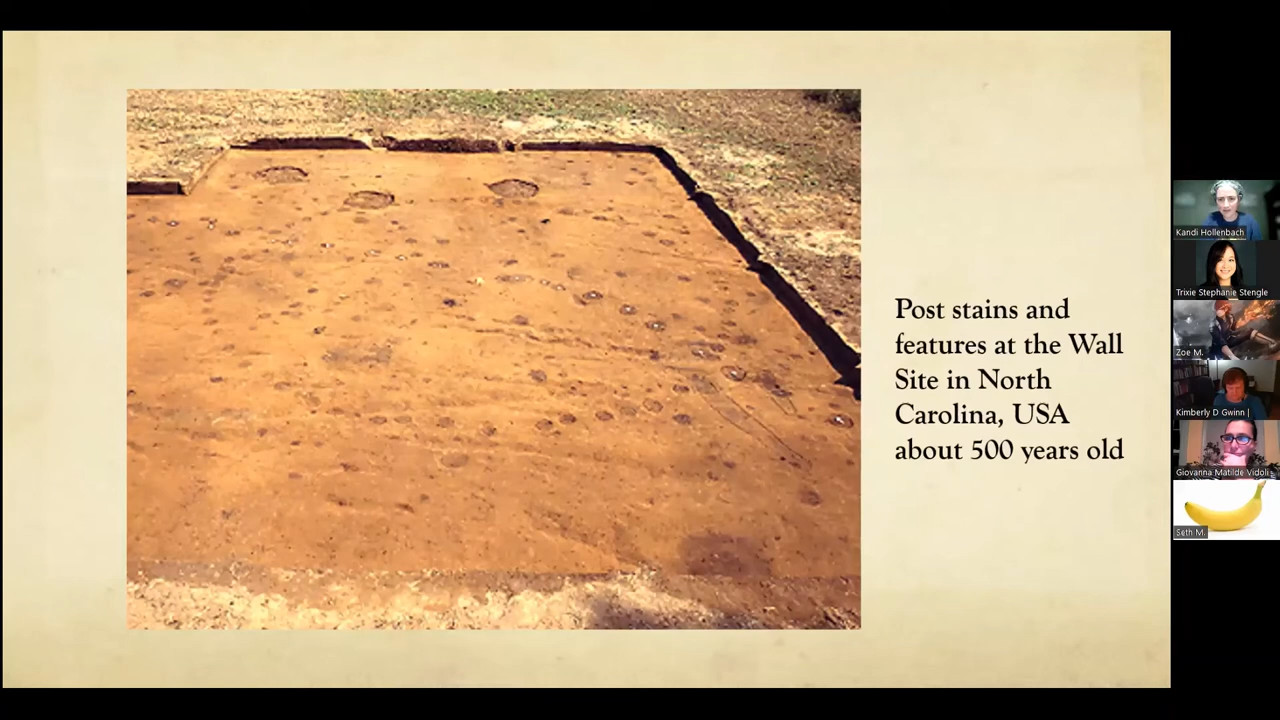 Post stains and
features at the Wall
Site in North
Carolina, USA
about 500 years old
Kandi Hollenbach
Trixie Stephanie Stengle
Zoe M.
Kimberly D Gwinn |
Giovanna Matilde Vidoli
Seth M.